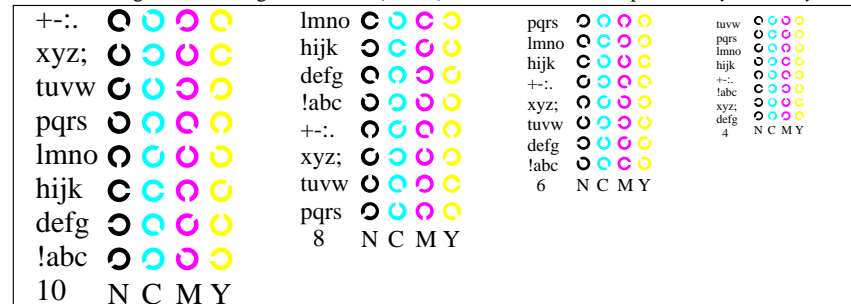 +-:.
xyz;
tuvw
pqrs
lmno
hijk
defg
!abc
10 N C M Y
lmno
hijk
defg
!abc
+-:.
xyz;
tuvw
pqrs
8 N C M Y
pqrs
lmno
hijk
+-:.
xyz;
tuvw
defg
!abc
6 N C M Y
tuvw
pqrs
lmno
hijk
+-:.
!abc
xyz;
defg
4 N C M Y